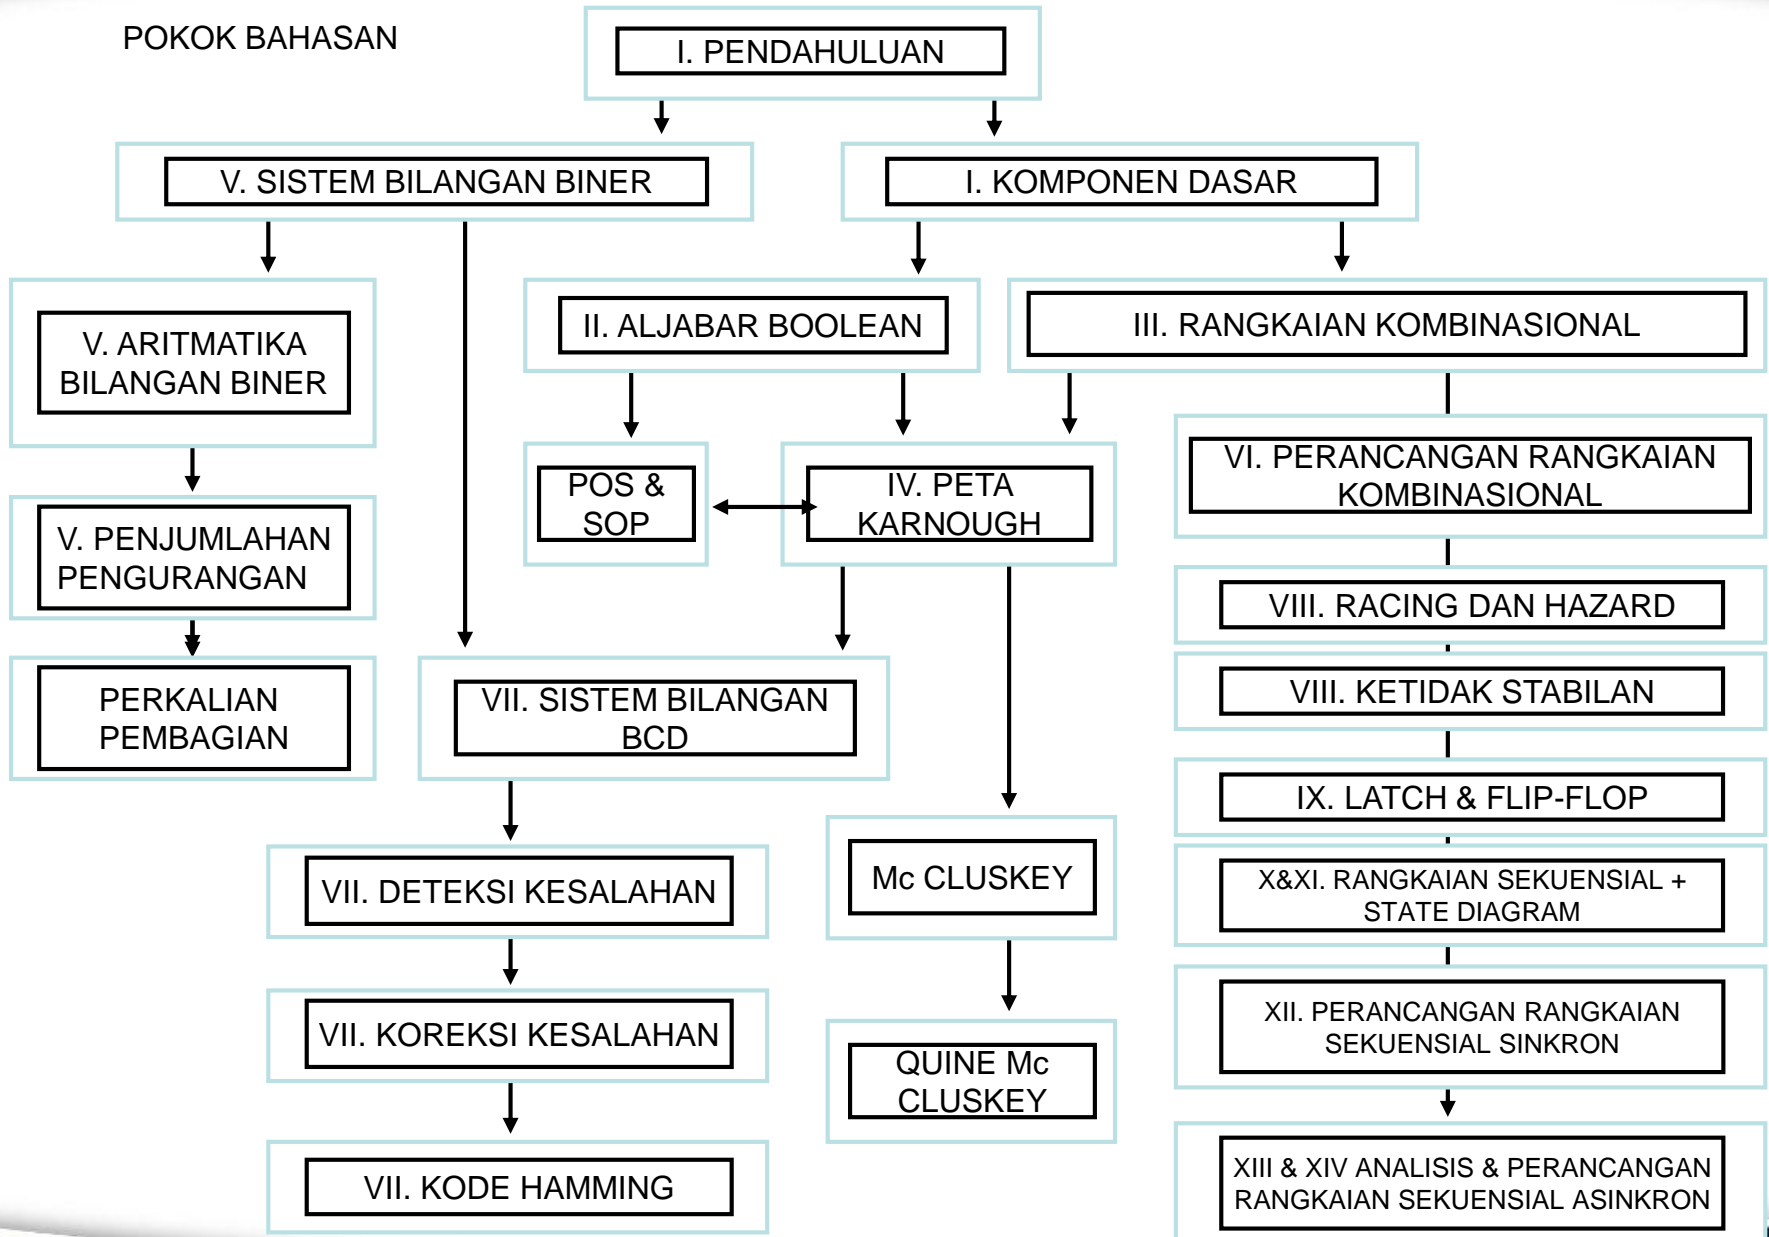 POKOK BAHASAN
I. PENDAHULUAN
V. SISTEM BILANGAN BINER
I. KOMPONEN DASAR
V. ARITMATIKA
BILANGAN BINER
II. ALJABAR BOOLEAN
III. RANGKAIAN KOMBINASIONAL
POS &
SOP
IV. PETA
KARNOUGH
VI. PERANCANGAN RANGKAIAN
KOMBINASIONAL
V. PENJUMLAHAN
PENGURANGAN
VIII. RACING DAN HAZARD
PERKALIAN
PEMBAGIAN
VII. SISTEM BILANGAN
BCD
VIII. KETIDAK STABILAN
IX. LATCH & FLIP-FLOP
VII. DETEKSI KESALAHAN
Mc CLUSKEY
X&XI. RANGKAIAN SEKUENSIAL +
STATE DIAGRAM
VII. KOREKSI KESALAHAN
QUINE Mc
CLUSKEY
XII. PERANCANGAN RANGKAIAN
SEKUENSIAL SINKRON
VII. KODE HAMMING
XIII & XIV ANALISIS & PERANCANGAN
RANGKAIAN SEKUENSIAL ASINKRON